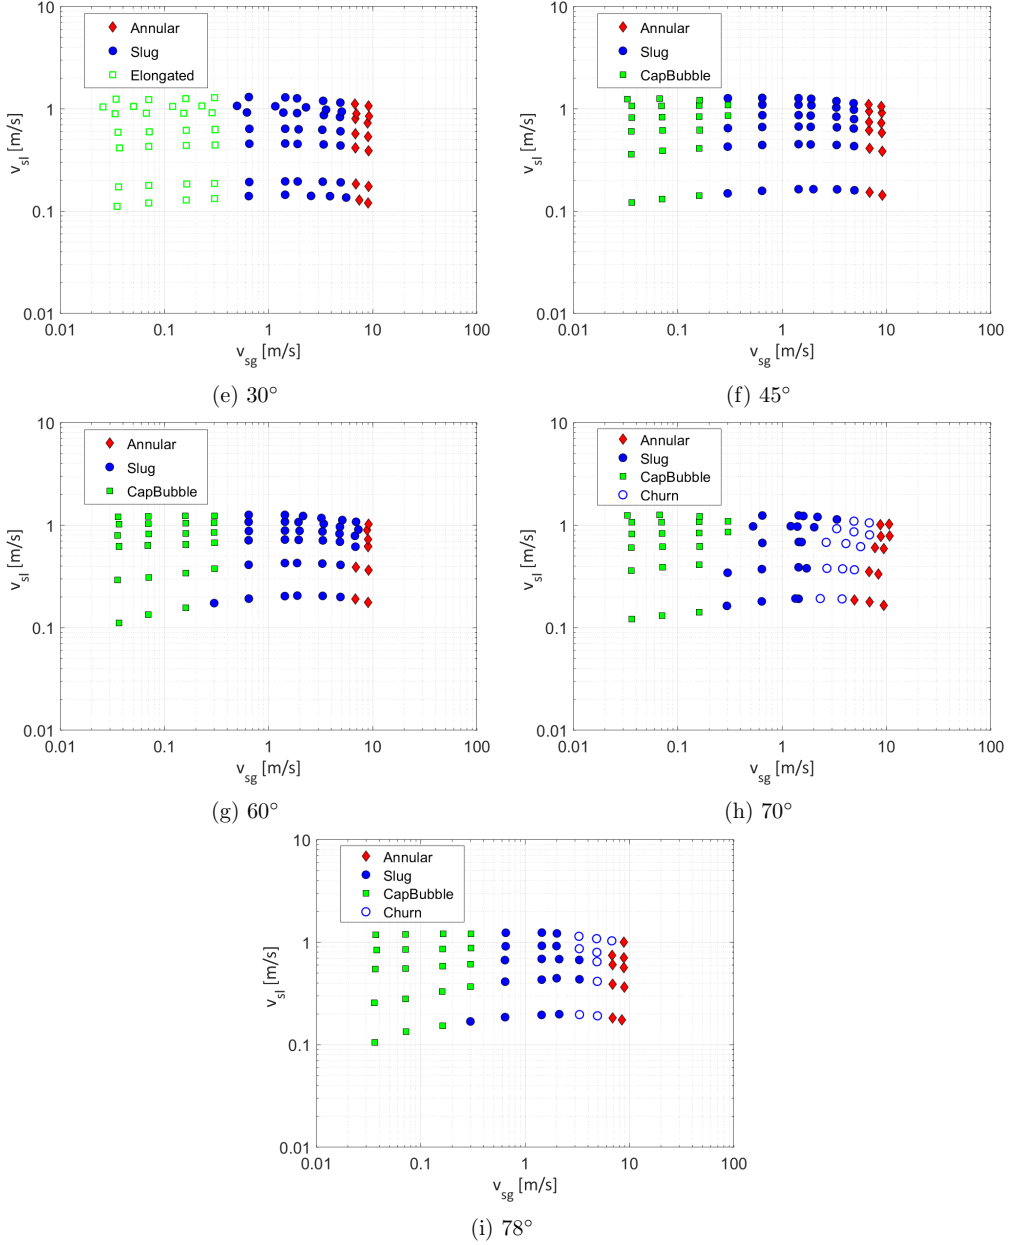 10
1
0.1
0.01
v_sl [m/s]
Annular
Slug
Elongated
0.01
0.1
1
10
100
v_sg [m/s]
(e) 30°
10
1
0.1
0.01
v_sl [m/s]
Annular
Slug
CapBubble
0.01
0.1
1
10
100
v_sg [m/s]
(f) 45°
10
1
0.1
0.01
v_sl [m/s]
Annular
Slug
CapBubble
0.01
0.1
1
10
100
v_sg [m/s]
(g) 60°
10
1
0.1
0.01
v_sl [m/s]
Annular
Slug
CapBubble
Churn
0.01
0.1
1
10
100
v_sg [m/s]
(h) 70°
10
1
0.1
0.01
v_sl [m/s]
Annular
Slug
CapBubble
Churn
0.01
0.1
1
10
100
v_sg [m/s]
(i) 78°